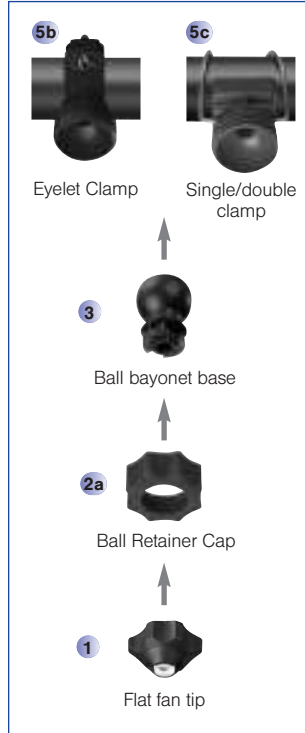 5b
5c
Eyelet Clamp
Single/double
clamp
3
Ball bayonet base
2a
Ball Retainer Cap
1
Flat fan tip